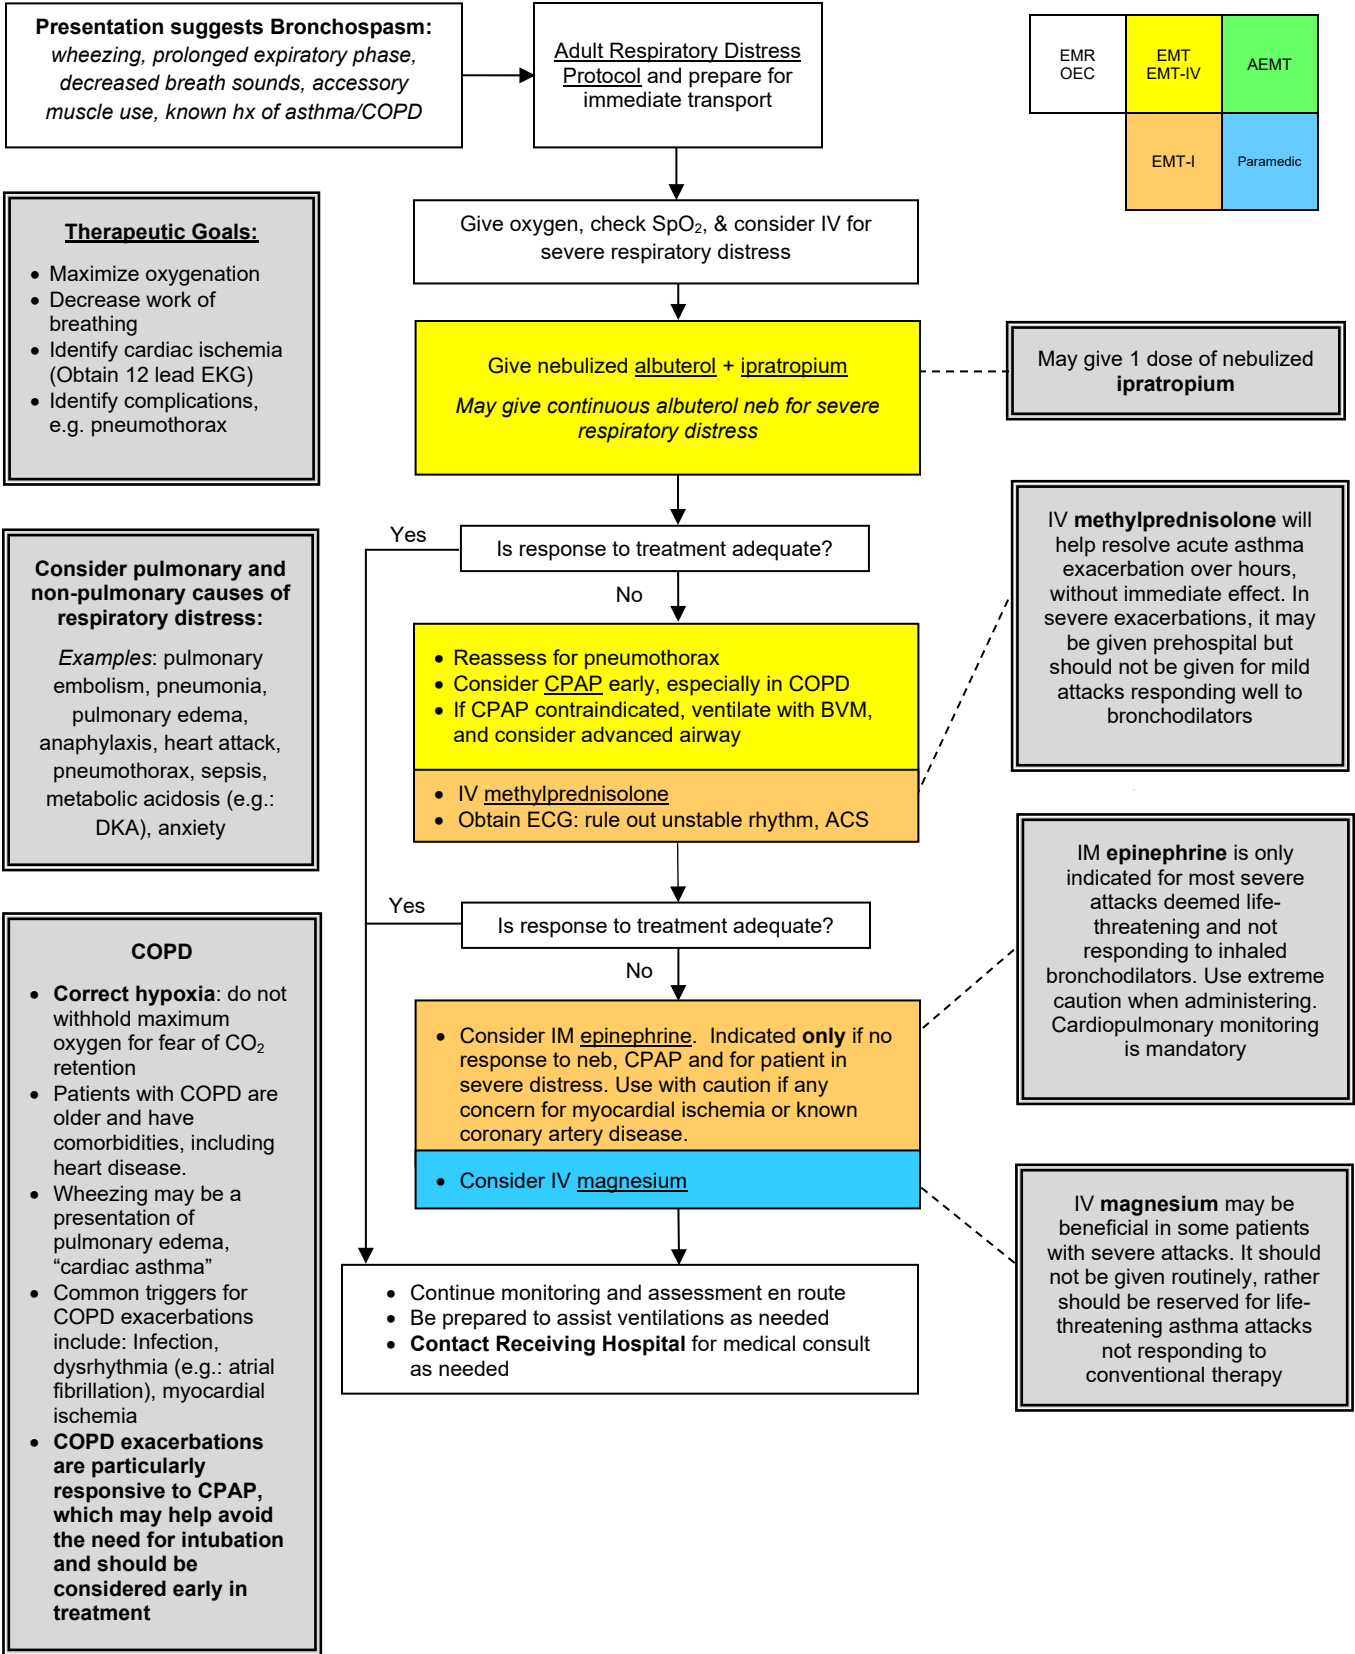 Presentation suggests Bronchospasm:
wheezing, prolonged expiratory phase,
decreased breath sounds, accessory
muscle use, known hx of asthma/COPD
Adult Respiratory Distress
Protocol and prepare for
immediate transport
EMR
OEC
EMT
EMT-IV
AEMT
EMT-I
Paramedic
Give oxygen, check SpO₂, & consider IV for
severe respiratory distress
Therapeutic Goals:
• Maximize oxygenation
• Decrease work of
breathing
• Identify cardiac ischemia
(Obtain 12 lead EKG)
• Identify complications,
e.g. pneumothorax
Give nebulized albuterol + ipratropium
May give continuous albuterol neb for severe
respiratory distress
May give 1 dose of nebulized
ipratropium
Yes
Is response to treatment adequate?
No
Consider pulmonary and
non-pulmonary causes of
respiratory distress:
Examples: pulmonary
embolism, pneumonia,
pulmonary edema,
anaphylaxis, heart attack,
pneumothorax, sepsis,
metabolic acidosis (e.g.:
DKA), anxiety
• Reassess for pneumothorax
• Consider CPAP early, especially in COPD
• If CPAP contraindicated, ventilate with BVM,
and consider advanced airway
• IV methylprednisolone
• Obtain ECG: rule out unstable rhythm, ACS
IV methylprednisolone will
help resolve acute asthma
exacerbation over hours,
without immediate effect. In
severe exacerbations, it may
be given prehospital but
should not be given for mild
attacks responding well to
bronchodilators
Yes
Is response to treatment adequate?
No
IM epinephrine is only
indicated for most severe
attacks deemed life-
threatening and not
responding to inhaled
bronchodilators. Use extreme
caution when administering.
Cardiopulmonary monitoring
is mandatory
COPD
• Correct hypoxia: do not
withhold maximum
oxygen for fear of CO₂
retention
• Patients with COPD are
older and have
comorbidities, including
heart disease.
• Wheezing may be a
presentation of
pulmonary edema,
“cardiac asthma”
• Common triggers for
COPD exacerbations
include: Infection,
dysrhythmia (e.g.: atrial
fibrillation), myocardial
ischemia
• COPD exacerbations
are particularly
responsive to CPAP,
which may help avoid
the need for intubation
and should be
considered early in
treatment
• Consider IM epinephrine. Indicated only if no
response to neb, CPAP and for patient in
severe distress. Use with caution if any
concern for myocardial ischemia or known
coronary artery disease.
• Consider IV magnesium
IV magnesium may be
beneficial in some patients
with severe attacks. It should
not be given routinely, rather
should be reserved for life-
threatening asthma attacks
not responding to
conventional therapy
• Continue monitoring and assessment en route
• Be prepared to assist ventilations as needed
• Contact Receiving Hospital for medical consult
as needed